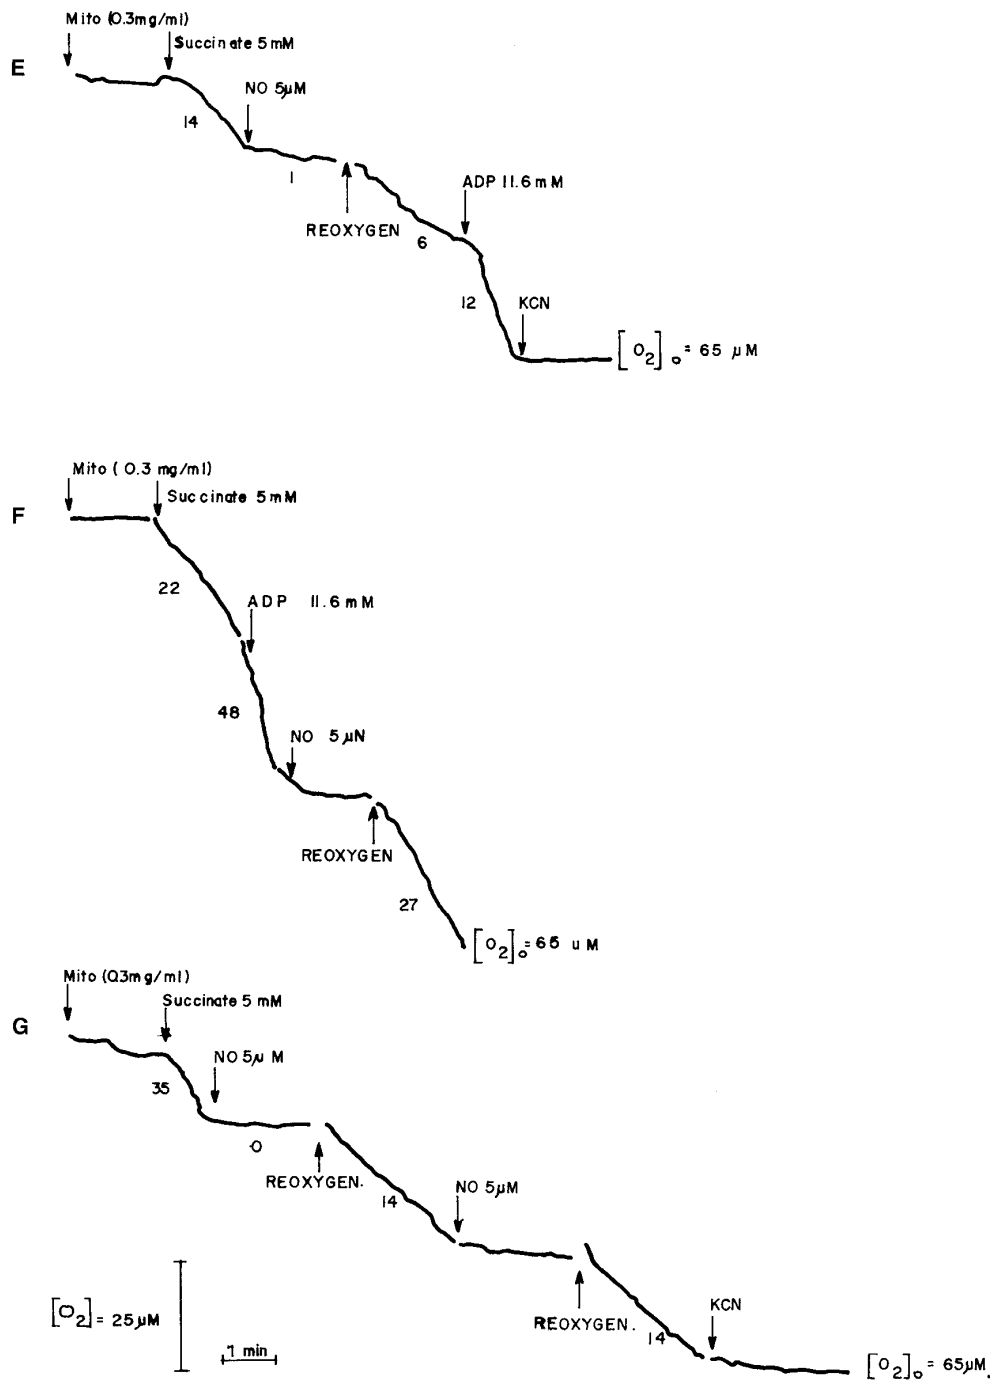 E
Mito (0.3mg/ml)
Succinate 5mM
14
NO 5µM
1
REOXYGEN
6
ADP 11.6mM
12
KCN
[O2]o = 65 µM
F
Mito ( 0.3 mg/ml)
Succinate 5mM
22
ADP 11.6mM
48
NO 5µN
REOXYGEN
27
[O2]o = 65 uM
G
Mito (03mg/ml)
Succinate 5 mM
35
NO 5µM
0
REOXYGEN.
14
NO 5µM
REOXYGEN.
14
KCN
[O2]o = 65µM.
[O2] = 25µM
1 min